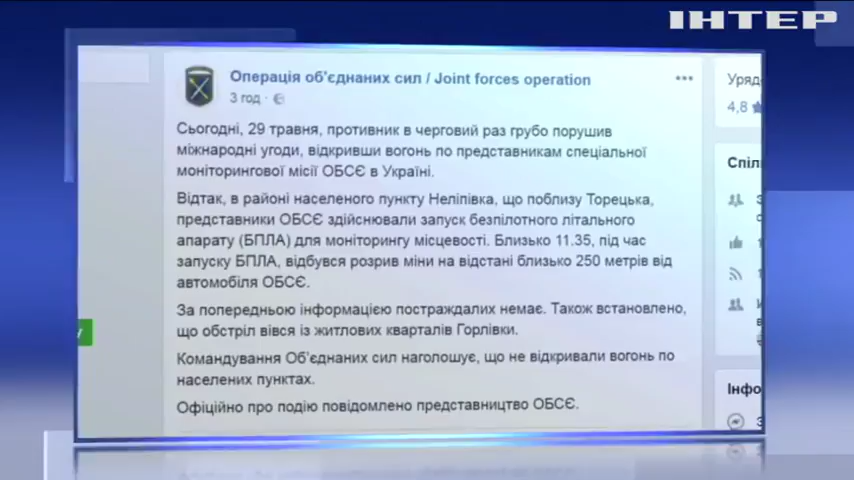 ІНТЕР
Операція об'єднаних сил / Joint forces operation
3 год ·
Сьогодні, 29 травня, противник в черговий раз грубо порушив
міжнародні угоди, відкривши вогонь по представникам спеціальної
моніторингової місії ОБСЄ в Україні.
Відтак, в районі населеного пункту Неліпівка, що поблизу Торецька,
представники ОБСЄ здійснювали запуск безпілотного літального
апарату (БПЛА) для моніторингу місцевості. Близько 11.35, під час
запуску БПЛА, відбувся розрив міни на відстані близько 250 метрів від
автомобіля ОБСЄ.
За попередньою інформацією постраждалих немає. Також встановлено,
що обстріл вівся із житлових кварталів Горлівки.
Командування Об'єднаних сил наголошує, що не відкривали вогонь по
населених пунктах.
Офіційно про подію повідомлено представництво ОБСЄ.
Уряд
4,8
Спіл
Інфо